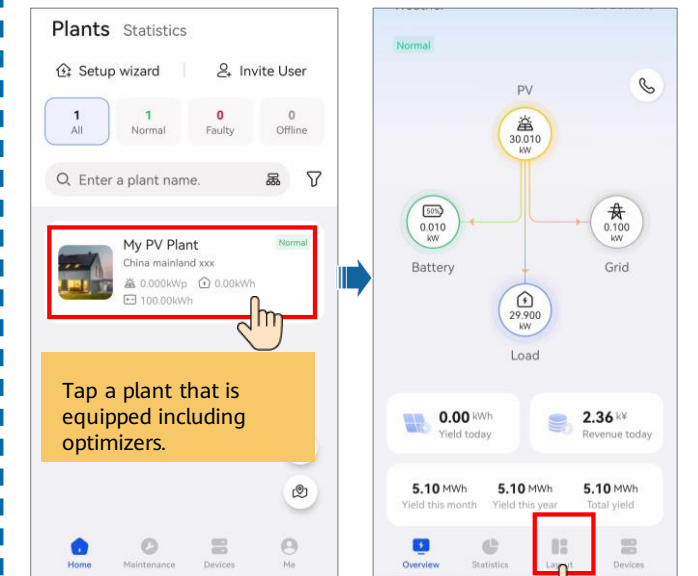 Plants Statistics
Setup wizard Invite User
1 1 0 0
All Normal Faulty Offline
Enter a plant name.
My PV Plant Normal
China mainland xxx
0.000kWp 0.00kWh
100.00kWh
Tap a plant that is
equipped including
optimizers.
Home Maintenance Devices Me
Normal
PV
30.010
kW
50%
0.010
kW
Battery
0.100
kW
Grid
29.900
kW
Load
0.00 kWh
Yield today
2.36 k¥
Revenue today
5.10 MWh 5.10 MWh 5.10 MWh
Yield this month Yield this year Total yield
Overview Statistics Layout Devices